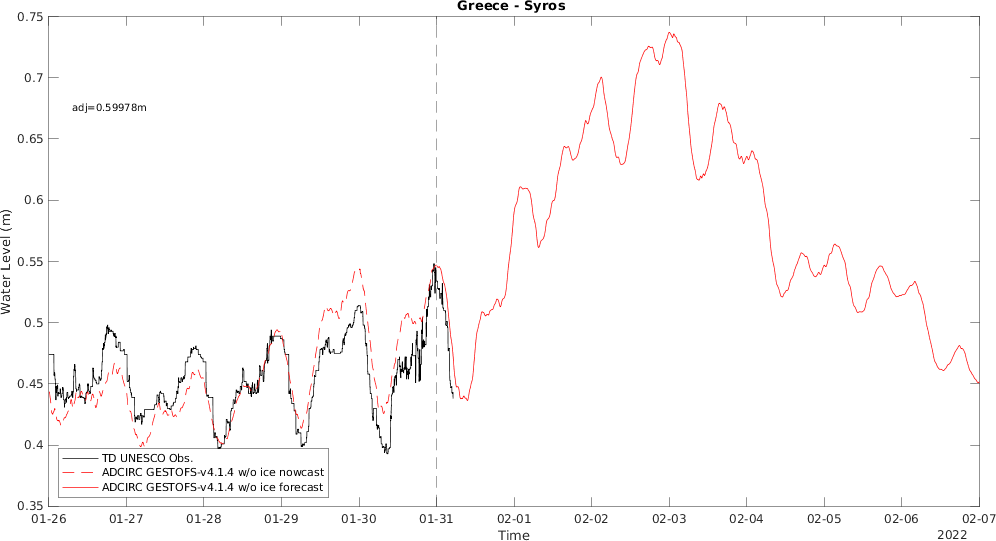 Greece - Syros
0.75
0.7
0.65
0.6
0.55
0.5
0.45
0.4
0.35
Water Level (m)
adj=0.59978m
TD UNESCO Obs.
ADCIRC GESTOFS-v4.1.4 w/o ice nowcast
ADCIRC GESTOFS-v4.1.4 w/o ice forecast
01-26 01-27 01-28 01-29 01-30 01-31 02-01 02-02 02-03 02-04 02-05 02-06 02-07
Time
2022